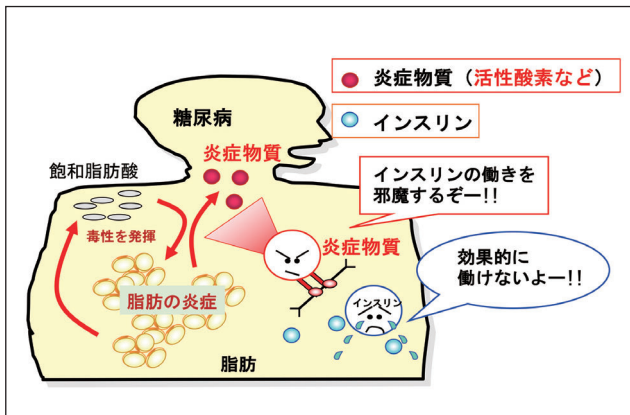 炎症物質（活性酸素など）
インスリン
糖尿病
炎症物質
飽和脂肪酸
毒性を発揮
脂肪の炎症
インスリンの働きを
邪魔するぞー!!
炎症物質
効果的に
働けないよー!!
インスリン
脂肪